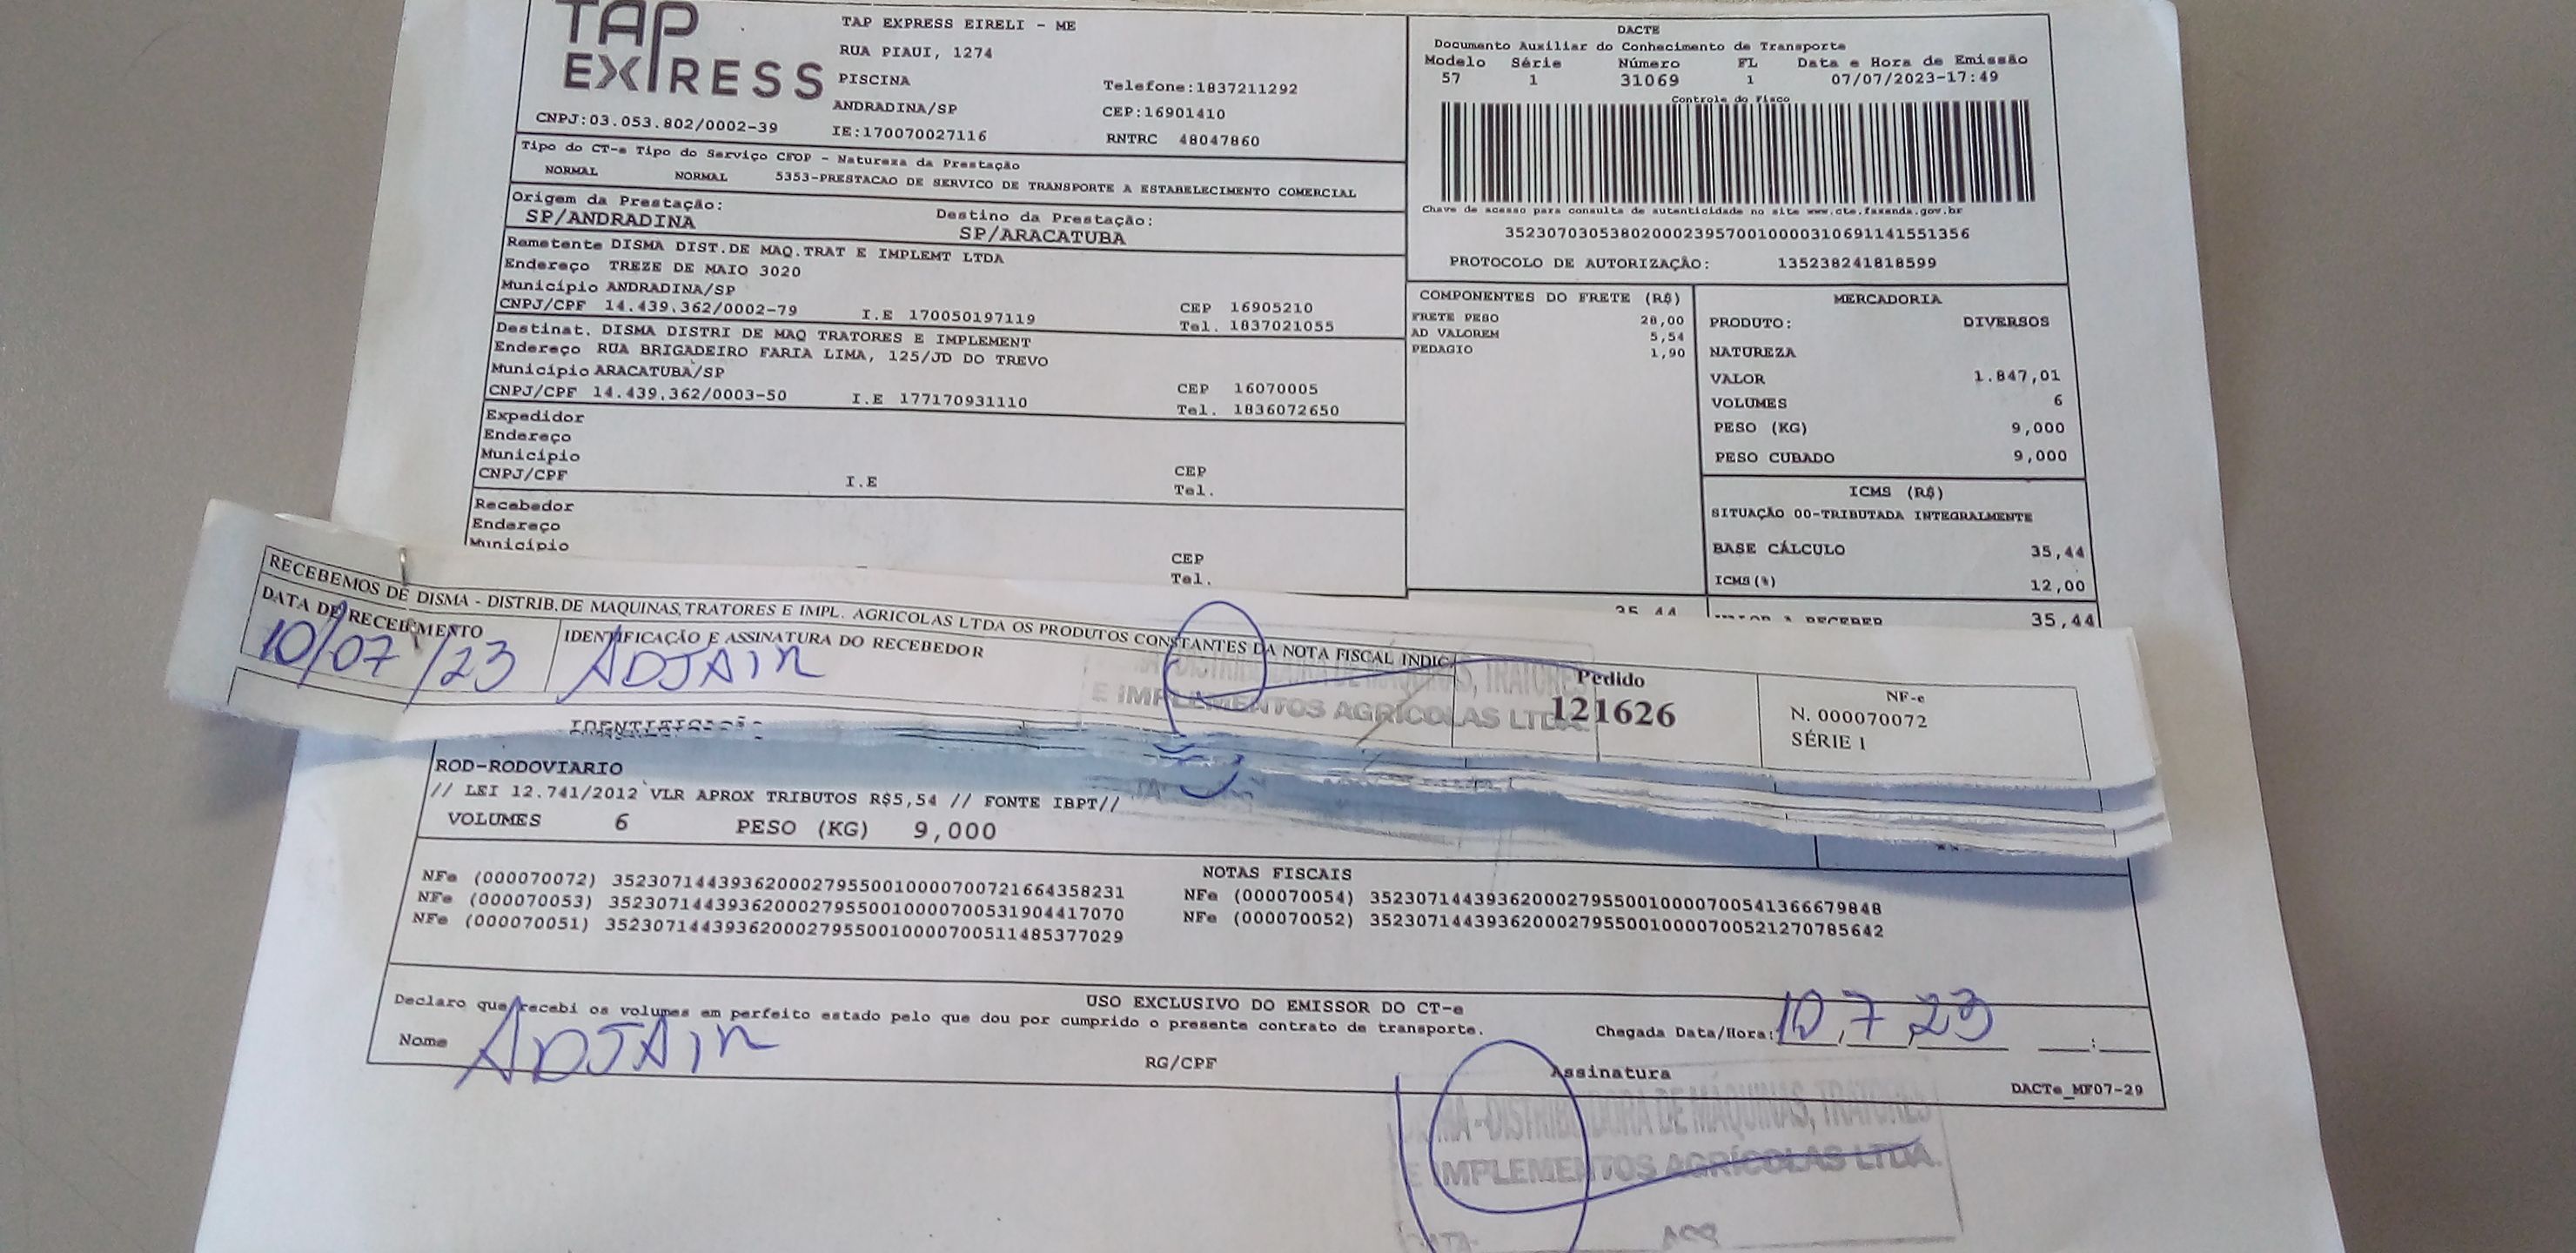 TAP EXPRESS
TAP EXPRESS EIRELI - ME
RUA PIAUI, 1274
PISCINA
ANDRADINA/SP
IE:170070027116
Telefone:1837211292
CEP:16901410
RNTRC 48047860
CNPJ:03.053.802/0002-39
DACTE
Documento Auxiliar do Conhecimento de Transporte
Modelo Série Número FL Data e Hora de Emissão
57 1 31069 1 07/07/2023-17:49
Controle do Fisco
Chave de acesso para consulta de autenticidade no site www.cte.fazenda.gov.br
35230703053802000239570010000310691141551356
PROTOCOLO DE AUTORIZAÇÃO: 135238241818599
Tipo do CT-e Tipo do Serviço CFOP - Natureza da Prestação
NORMAL NORMAL 5353-PRESTACAO DE SERVICO DE TRANSPORTE A ESTABELECIMENTO COMERCIAL
Origem da Prestação: Destino da Prestação:
SP/ANDRADINA SP/ARACATUBA
Remetente DISMA DIST.DE MAQ.TRAT E IMPLEMT LTDA
Endereço TREZE DE MAIO 3020
Município ANDRADINA/SP CEP 16905210
CNPJ/CPF 14.439.362/0002-79 I.E 170050197119 Tel. 1837021055
Destinat. DISMA DISTRI DE MAQ TRATORES E IMPLEMENT
Endereço RUA BRIGADEIRO FARIA LIMA, 125/JD DO TREVO
Município ARACATUBA/SP CEP 16070005
CNPJ/CPF 14.439.362/0003-50 I.E 177170931110 Tel. 1836072650
Expedidor
Endereço
Município CEP
CNPJ/CPF I.E Tel.
Recebedor
Endereço
Município CEP
Tel.
COMPONENTES DO FRETE (R$)
FRETE PESO 28,00
AD VALOREM 5,54
PEDAGIO 1,90
35,44
MERCADORIA
PRODUTO: DIVERSOS
NATUREZA
VALOR 1.847,01
VOLUMES 6
PESO (KG) 9,000
PESO CUBADO 9,000
ICMS (R$)
SITUAÇÃO 00-TRIBUTADA INTEGRALMENTE
BASE CÁLCULO 35,44
ICMS(%) 12,00
A RECEBER 35,44
RECEBEMOS DE DISMA - DISTRIB.DE MAQUINAS,TRATORES E IMPL. AGRICOLAS LTDA OS PRODUTOS CONSTANTES DA NOTA FISCAL INDIC
DATA DE RECEBIMENTO IDENTIFICAÇÃO E ASSINATURA DO RECEBEDOR
10/07/23 ADJAIR
DISTRIBUIDORA DE MÁQUINAS, TRATORES
E IMPLEMENTOS AGRÍCOLAS LTDA.
Pedido
121626
NF-e
N. 000070072
SÉRIE 1
IDENTIFICAÇÃO
ROD-RODOVIARIO
// LEI 12.741/2012 VLR APROX TRIBUTOS R$5,54 // FONTE IBPT//
VOLUMES 6 PESO (KG) 9,000
NOTAS FISCAIS
NFe (000070072) 35230714439362000279550010000700721664358231 NFe (000070054) 35230714439362000279550010000700541366679848
NFe (000070053) 35230714439362000279550010000700531904417070 NFe (000070052) 35230714439362000279550010000700521270785642
NFe (000070051) 35230714439362000279550010000700511485377029
USO EXCLUSIVO DO EMISSOR DO CT-e
Declaro que recebi os volumes em perfeito estado pelo que dou por cumprido o presente contrato de transporte.
Chegada Data/Hora: 10,7,23 :
Nome ADJAIR RG/CPF Assinatura
DACTe_MF07-29
-DISTRIBUIDORA DE MÁQUINAS, TRATORES
E IMPLEMENTOS AGRÍCOLAS LTDA.